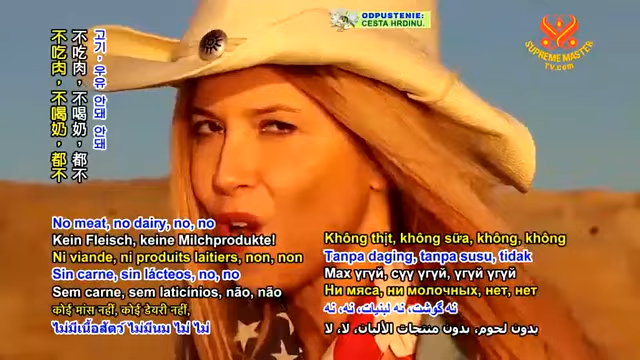 ODPUSTENIE:
CESTA HRDINU.
SUPREME MASTER
TV.com
不吃肉，不喝奶，都不
不吃肉，不喝奶，都不
고기, 우유 안돼 안돼
No meat, no dairy, no, no
Kein Fleisch, keine Milchprodukte!
Ni viande, ni produits laitiers, non, non
Sin carne, sin lácteos, no, no
Sem carne, sem laticínios, não, não
कोई मांस नहीं, कोई डेयरी नहीं,
ไม่มีเนื้อสัตว์ ไม่มีนม ไม่ ไม่
Không thịt, không sữa, không, không
Tanpa daging, tanpa susu, tidak
Мах үгүй, сүү үгүй, үгүй үгүй
Ни мяса, ни молочных, нет, нет
نه گوشت، نه لبنیات، نه، نه
بدون لحوم، بدون منتجات الألبان، لا، لا